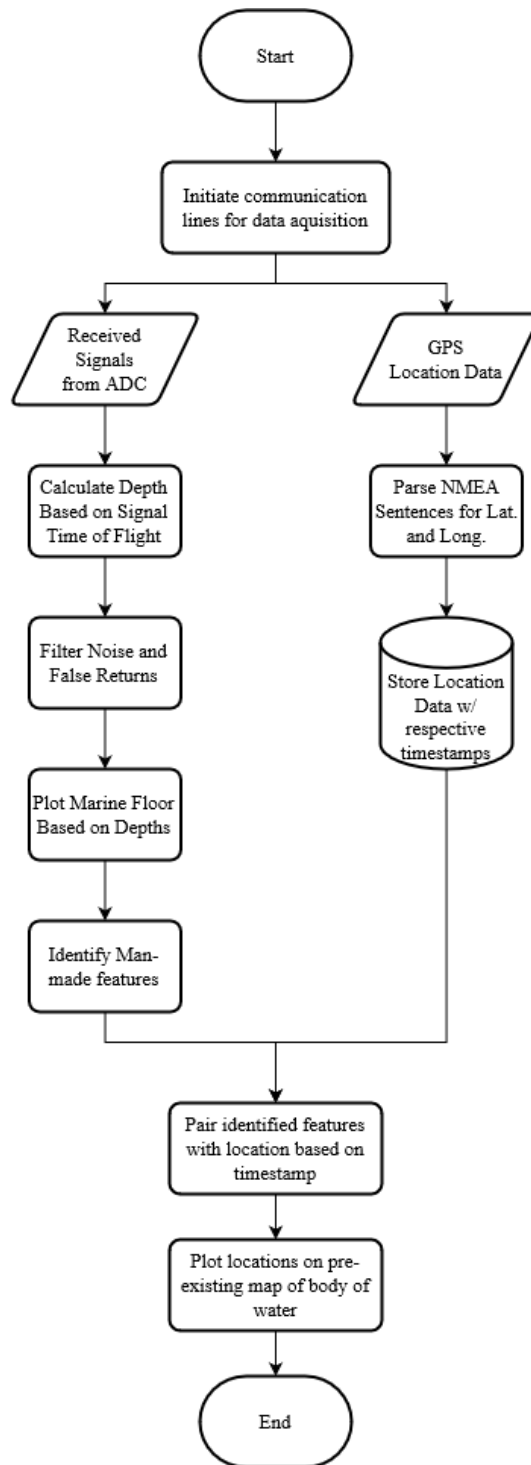 Start
Initiate communication
lines for data aquisition
Received
Signals
from ADC
GPS
Location Data
Calculate Depth
Based on Signal
Time of Flight
Parse NMEA
Sentences for Lat.
and Long.
Filter Noise and
False Returns
Store Location
Data w/
respective
timestamps
Plot Marine Floor
Based on Depths
Identify Man-
made features
Pair identified features
with location based on
timestamp
Plot locations on pre-
existing map of body of
water
End